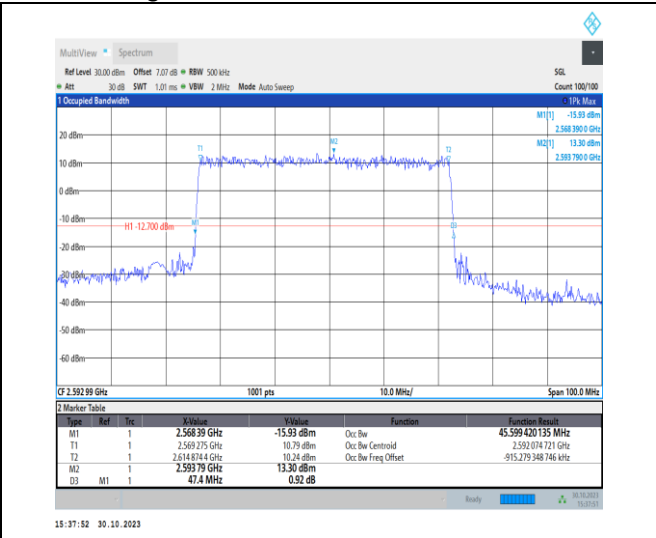 MultiView Spectrum
Ref Level 30.00 dBm Offset 7.07 dB RBW 500 kHz SGL
Att 30 dB SWT 1.01 ms VBW 2 MHz Mode Auto Sweep Count 100/100
1 Occupied Bandwidth 1Pk Max
M1[1] -15.93 dBm
2.568 390 0 GHz
20 dBm
M2[1] 13.30 dBm
2.593 790 0 GHz
T1 M2 T2
10 dBm
0 dBm
-10 dBm
H1 -12.700 dBm M1 D3
-20 dBm
-30 dBm
-40 dBm
-50 dBm
-60 dBm
CF 2.592 99 GHz 1001 pts 10.0 MHz/ Span 100.0 MHz
2 Marker Table
Type Ref Trc X-Value Y-Value Function Function Result
M1 1 2.568 39 GHz -15.93 dBm Occ Bw 45.599 420 135 MHz
T1 1 2.569 275 GHz 10.79 dBm Occ Bw Centroid 2.592 074 721 GHz
T2 1 2.614 874 4 GHz 10.24 dBm Occ Bw Freq Offset -915.279 348 746 kHz
M2 1 2.593 79 GHz 13.30 dBm
D3 M1 1 47.4 MHz 0.92 dB
Ready 30.10.2023
15:37:51
15:37:52 30.10.2023